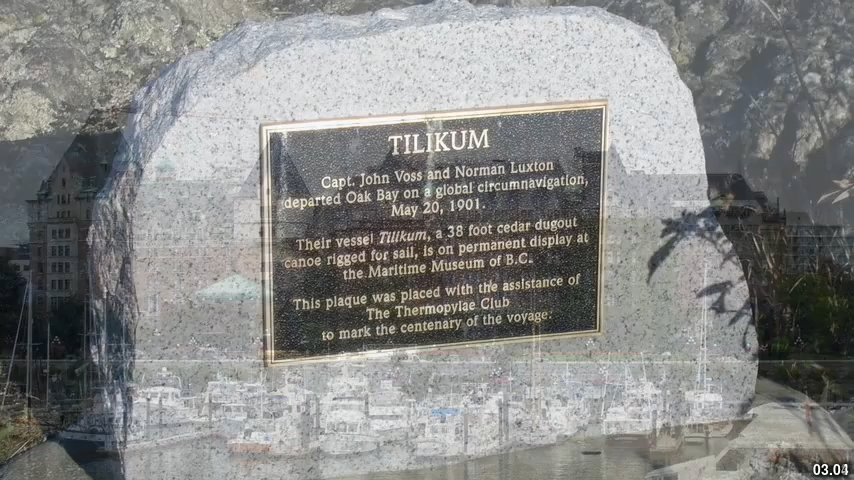 TILIKUM
Capt. John Voss and Norman Luxton
departed Oak Bay on a global circumnavigation,
May 20, 1901.
Their vessel Tilikum, a 38 foot cedar dugout
canoe rigged for sail, is on permanent display at
the Maritime Museum of B.C.
This plaque was placed with the assistance of
The Thermopylae Club
to mark the centenary of the voyage.
03.04